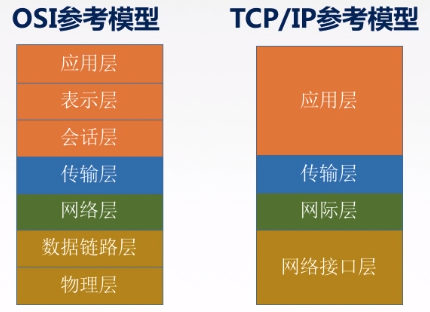 OSI参考模型
应用层
表示层
会话层
传输层
网络层
数据链路层
物理层
TCP/IP参考模型
应用层
传输层
网际层
网络接口层